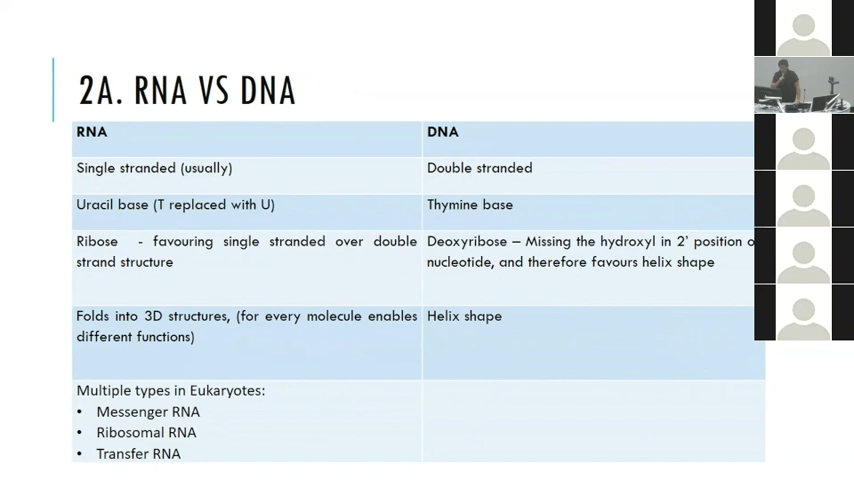 2A. RNA VS DNA
RNA
DNA
Single stranded (usually)
Double stranded
Uracil base (T replaced with U)
Thymine base
Ribose - favouring single stranded over double
strand structure
Deoxyribose – Missing the hydroxyl in 2' position
nucleotide, and therefore favours helix shape
Folds into 3D structures, (for every molecule enables
different functions)
Helix shape
Multiple types in Eukaryotes:
• Messenger RNA
• Ribosomal RNA
• Transfer RNA